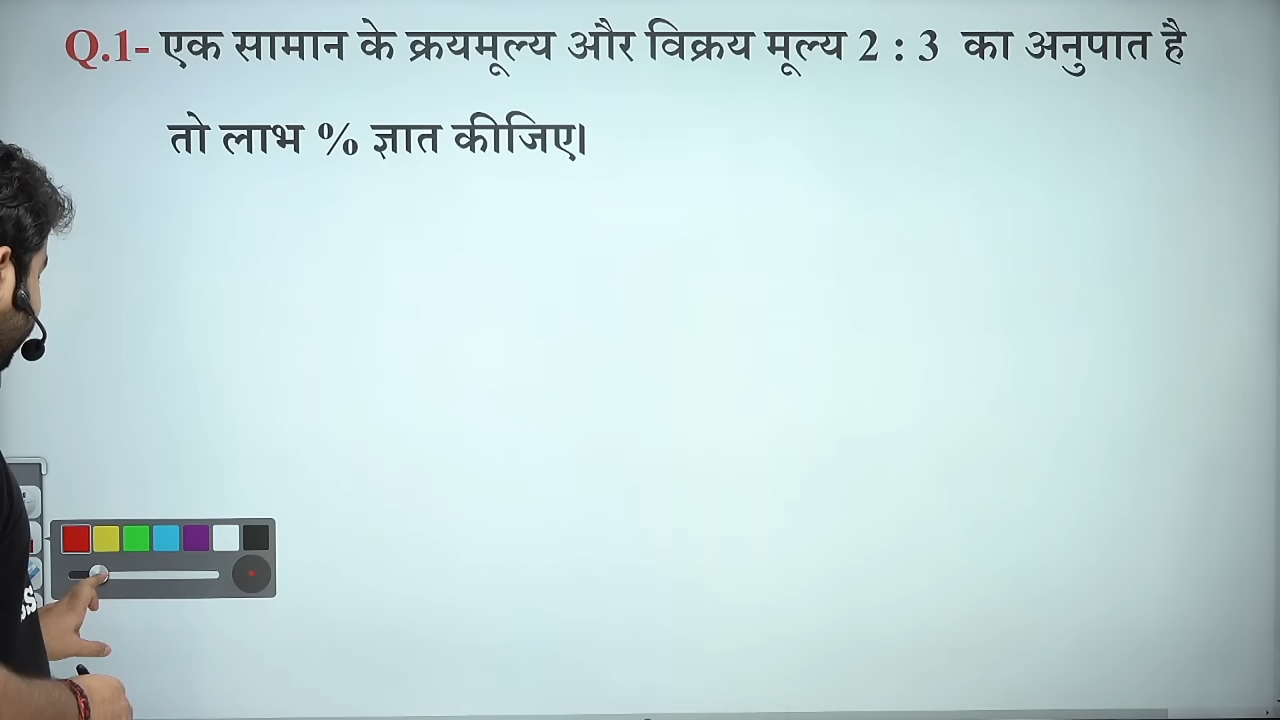 Q.1- एक सामान के क्रयमूल्य और विक्रय मूल्य 2 : 3 का अनुपात है
तो लाभ % ज्ञात कीजिए।